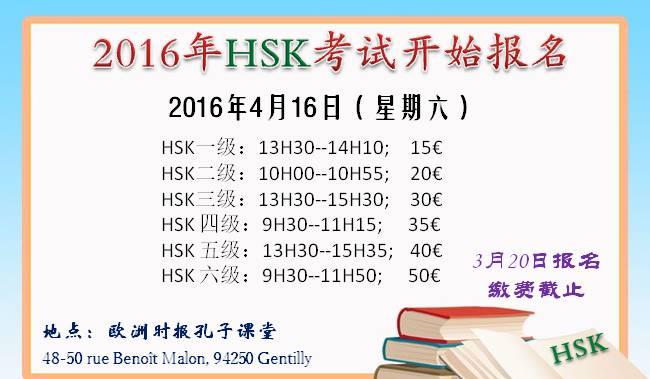 2016年HSK考试开始报名
2016年4月16日（星期六）
HSK一级：13H30--14H10; 15€
HSK二级：10H00--10H55; 20€
HSK三级：13H30--15H30; 30€
HSK 四级：9H30--11H15; 35€
HSK 五级：13H30--15H35; 40€
HSK 六级：9H30--11H50; 50€
3月20日报名
缴费截止
地点：欧洲时报孔子课堂
48-50 rue Benoît Malon, 94250 Gentilly
HSK